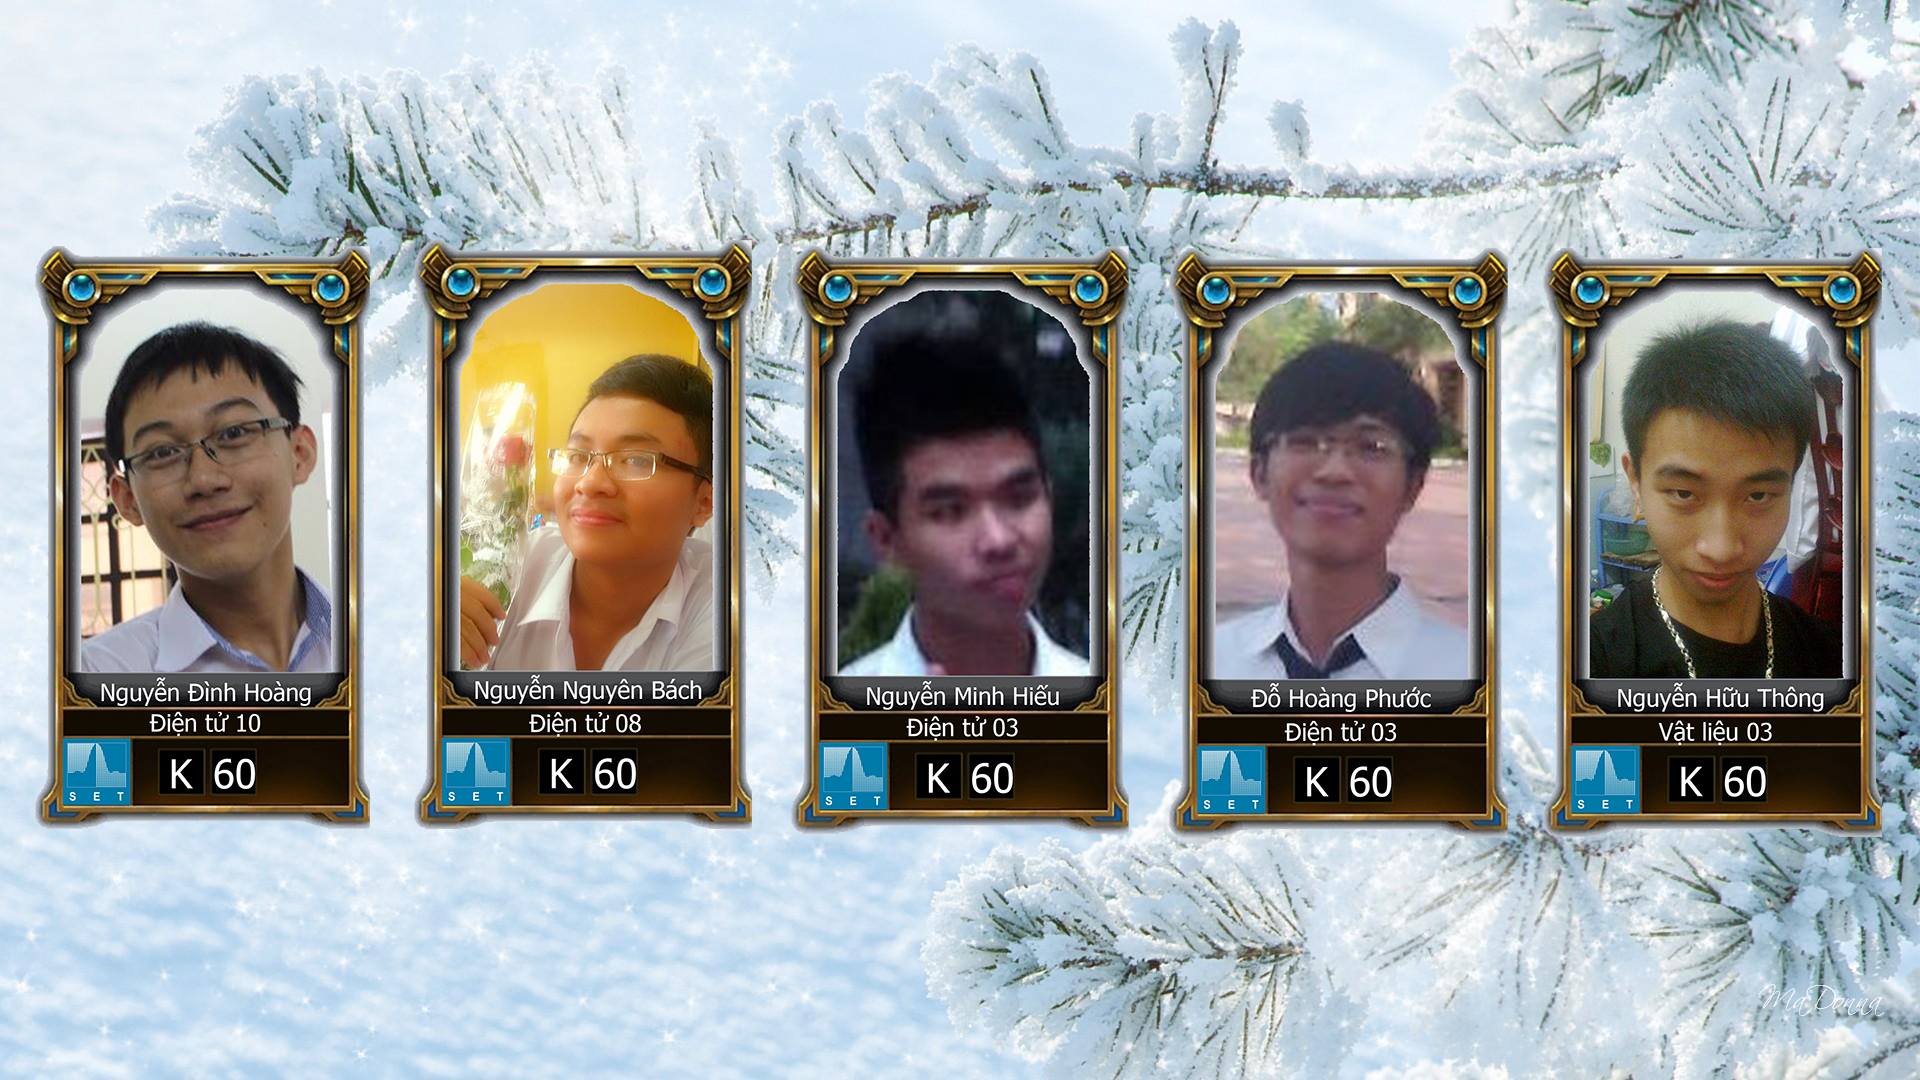 Nguyễn Đình Hoàng
Điện tử 10
SET
K 60
Nguyễn Nguyên Bách
Điện tử 08
SET
K 60
Nguyễn Minh Hiếu
Điện tử 03
SET
K 60
Đỗ Hoàng Phước
Điện tử 03
SET
K 60
Nguyễn Hữu Thông
Vật liệu 03
SET
K 60
MaDonna